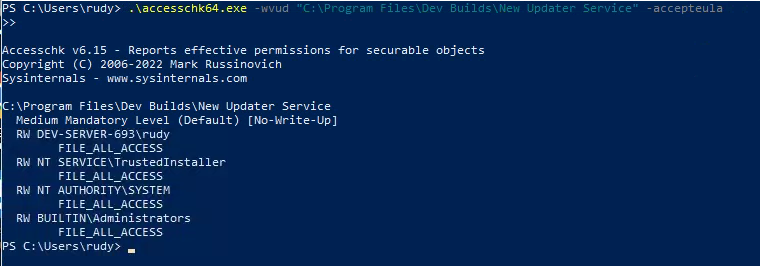 PS C:\Users\rudy> .\accesschk64.exe -wvud "C:\Program Files\Dev Builds\New Updater Service" -accepteula
>>
Accesschk v6.15 - Reports effective permissions for securable objects
Copyright (C) 2006-2022 Mark Russinovich
Sysinternals - www.sysinternals.com
C:\Program Files\Dev Builds\New Updater Service
Medium Mandatory Level (Default) [No-Write-Up]
RW DEV-SERVER-693\rudy
FILE_ALL_ACCESS
RW NT SERVICE\TrustedInstaller
FILE_ALL_ACCESS
RW NT AUTHORITY\SYSTEM
FILE_ALL_ACCESS
RW BUILTIN\Administrators
FILE_ALL_ACCESS
PS C:\Users\rudy>